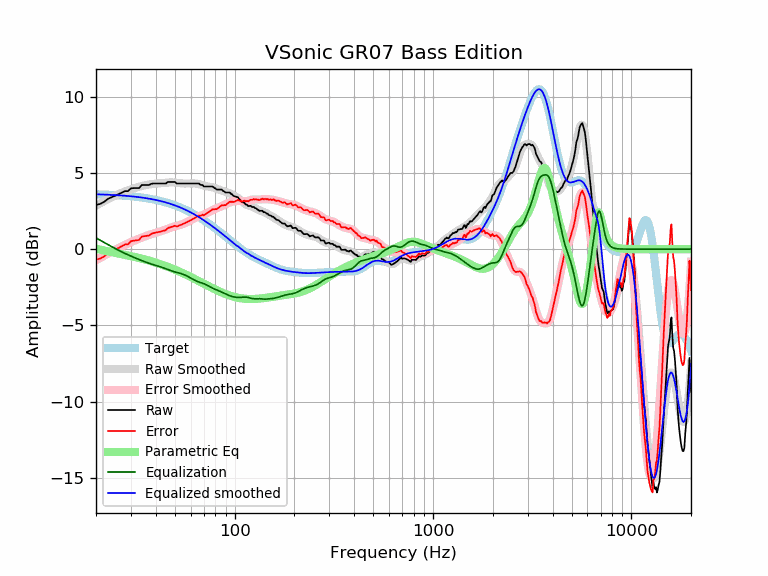 VSonic GR07 Bass Edition
10
5
0
−5
−10
−15
Amplitude (dBr)
Target
Raw Smoothed
Error Smoothed
Raw
Error
Parametric Eq
Equalization
Equalized smoothed
100
1000
10000
Frequency (Hz)